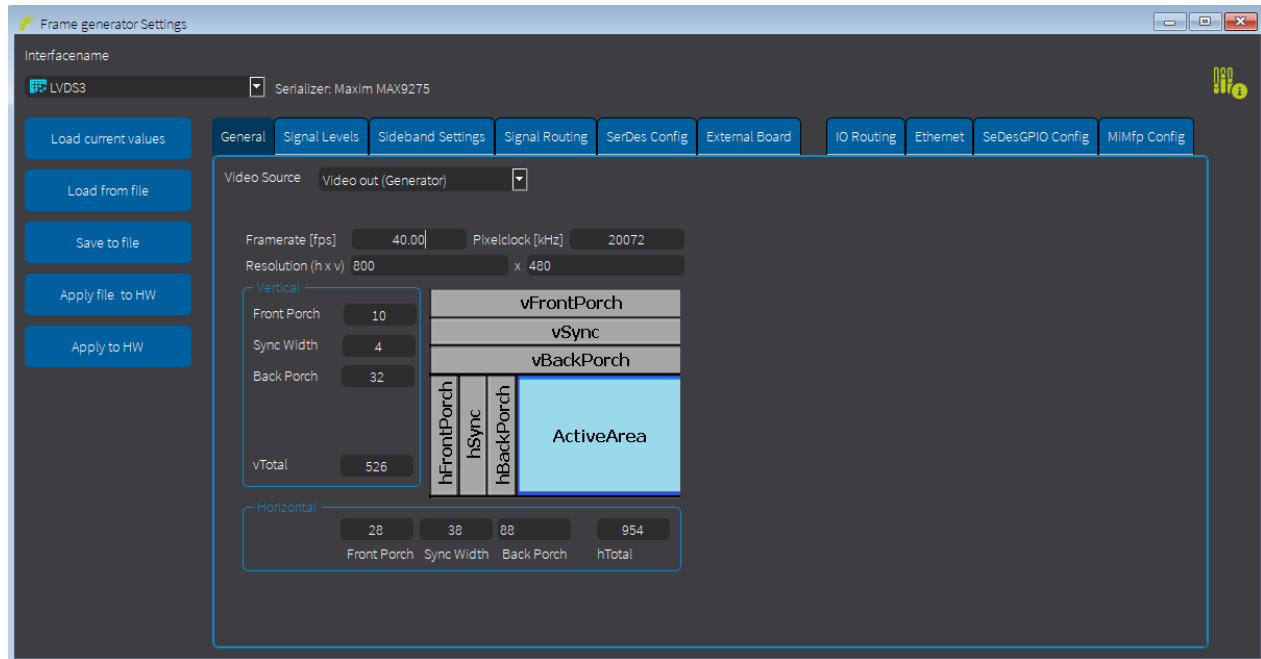 Frame generator Settings
Interfacename
LVDS3
Serializer: Maxim MAX9275
Load current values
Load from file
Save to file
Apply file to HW
Apply to HW
General Signal Levels Sideband Settings Signal Routing SerDes Config External Board IO Routing Ethernet SeDesGPIO Config MiMfp Config
Video Source Video out (Generator)
Framerate [fps] 40.00 Pixelclock [kHz] 20072
Resolution (h x v) 800 x 480
Vertical
Front Porch 10
Sync Width 4
Back Porch 32
vTotal 526
vFrontPorch
vSync
vBackPorch
hFrontPorch
hSync
hBackPorch
ActiveArea
Horizontal
28 38 88 954
Front Porch Sync Width Back Porch hTotal